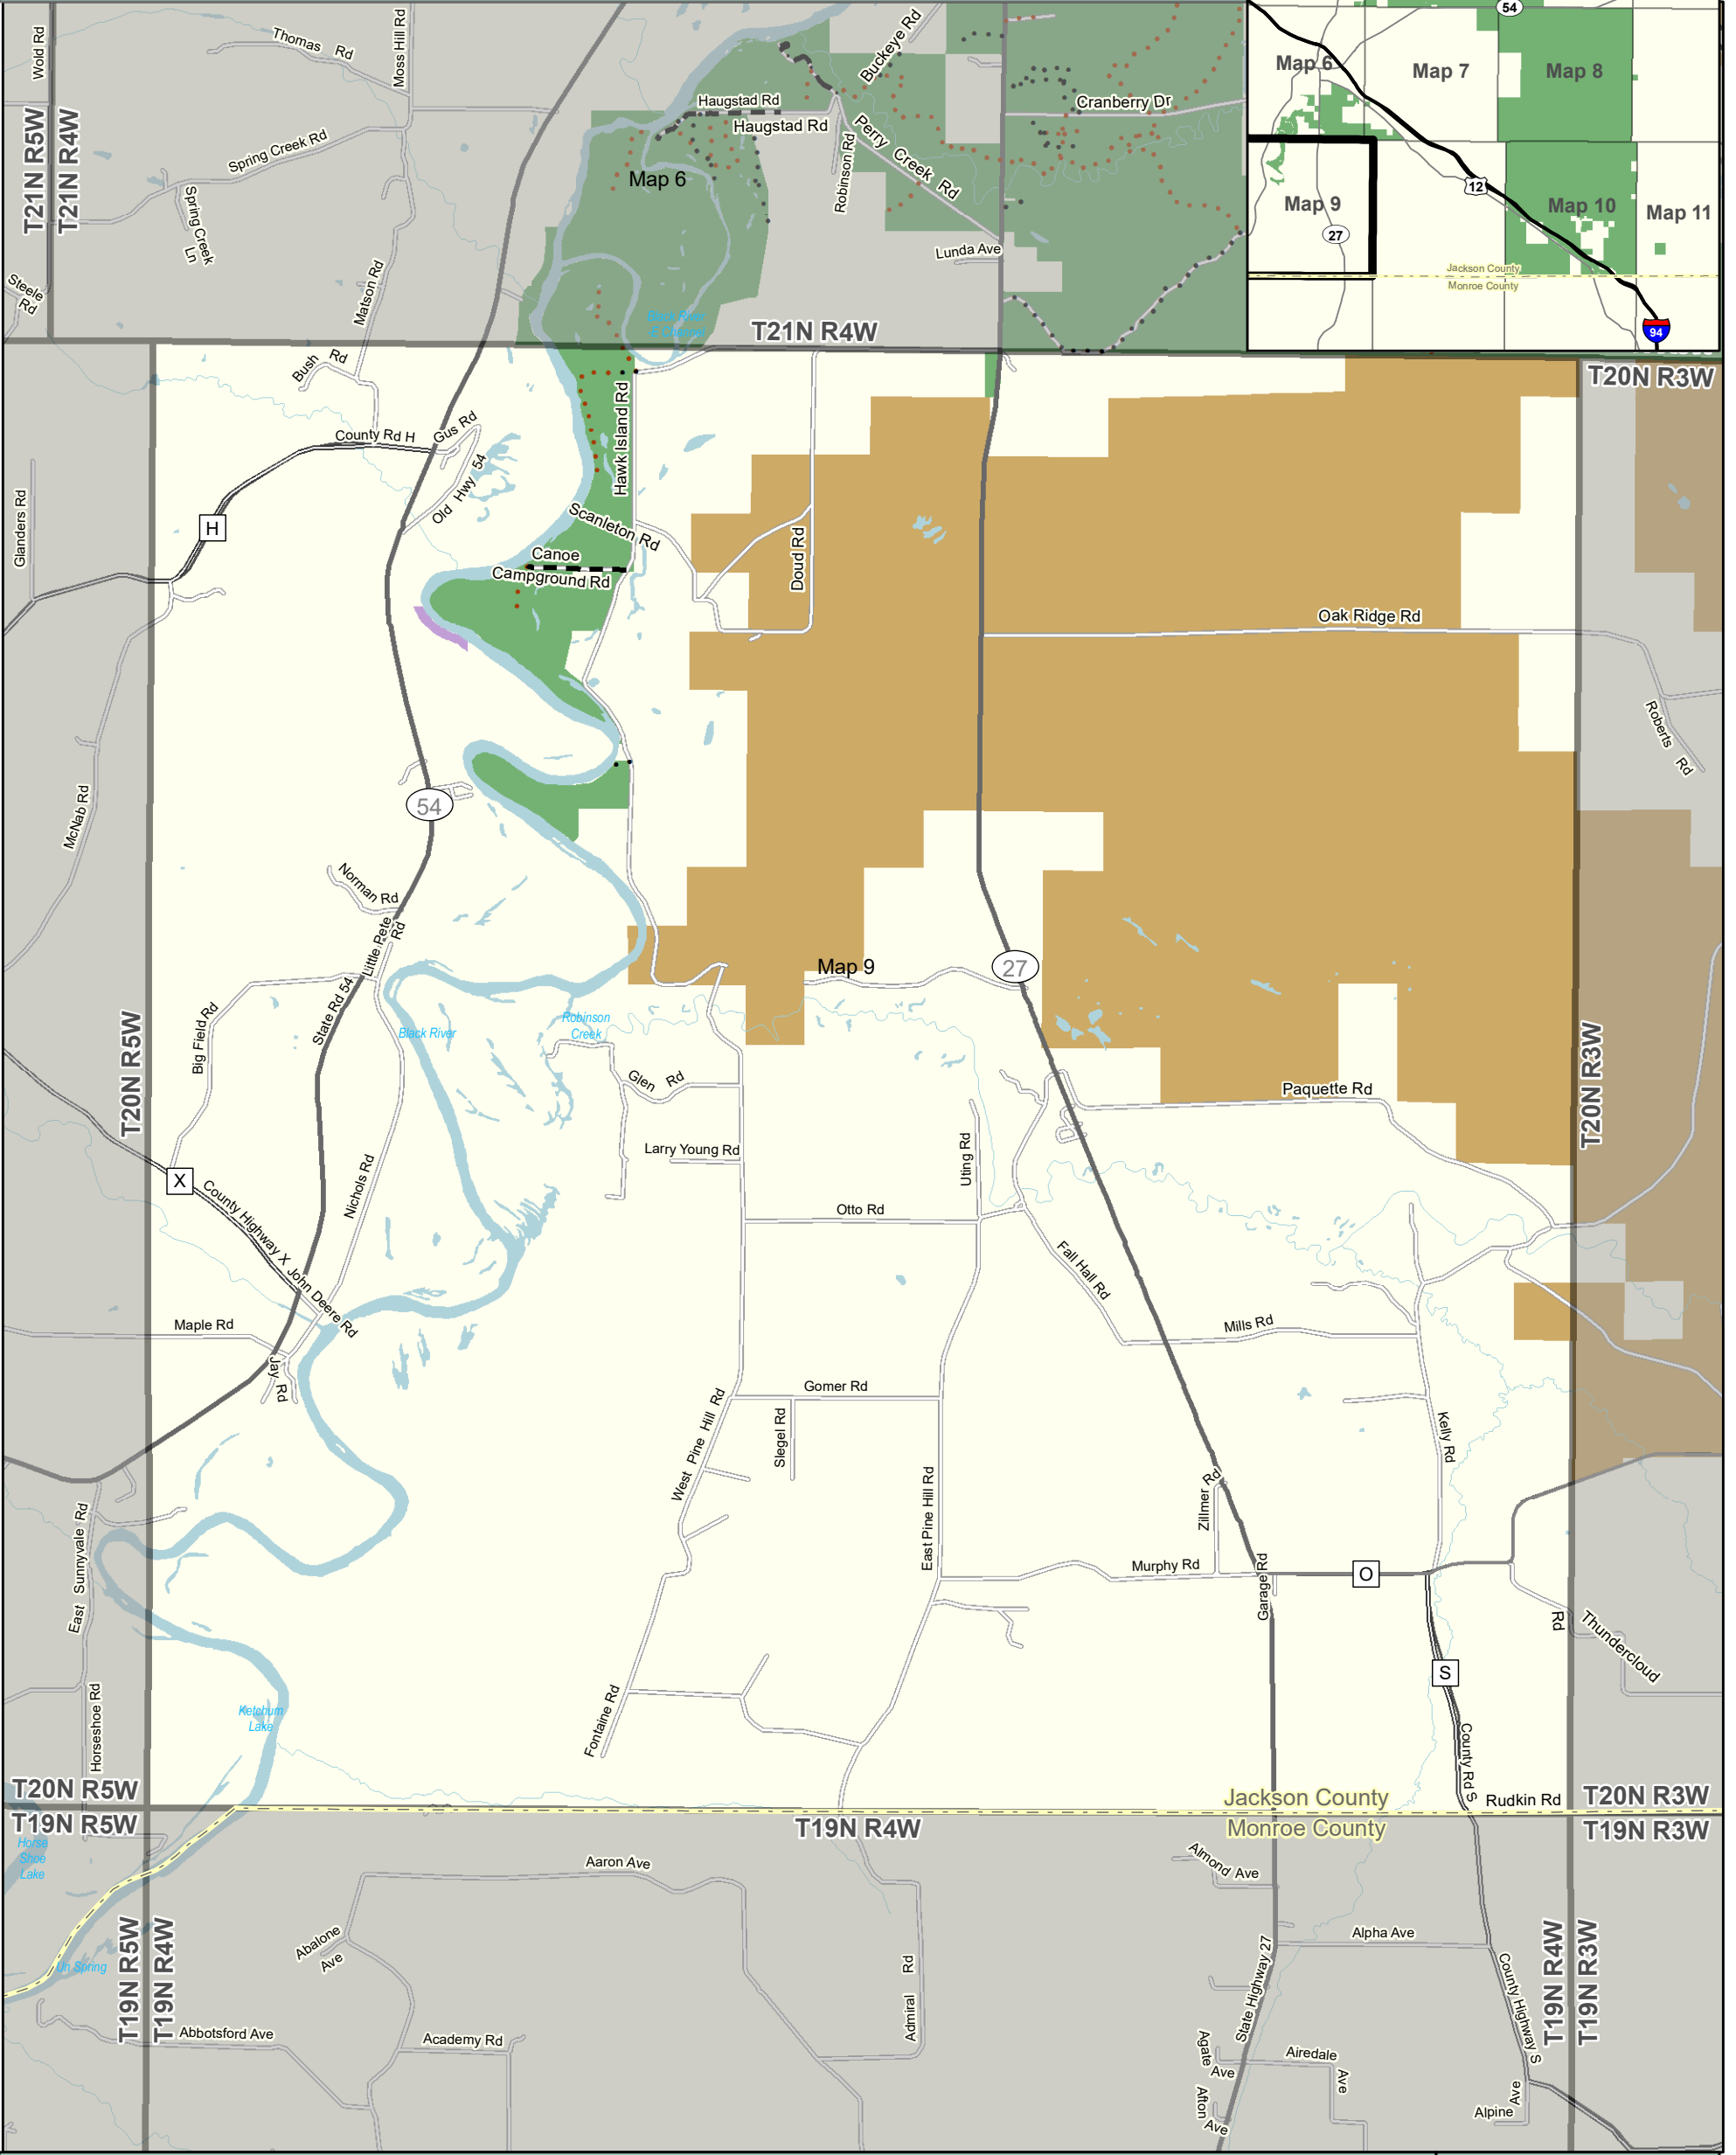 Wold Rd
Thomas Rd
Moss Hill Rd
Buckeye Rd
54
Map 6
Map 7
Map 8
Haugstad Rd
Haugstad Rd
Cranberry Dr
T21N R5W
T21N R4W
Spring Creek Rd
Perry Creek Rd
Robinson Rd
Map 6
12
Spring Creek
Ln
Map 9
Map 10
Map 11
27
Lunda Ave
Steele
Rd
Matson Rd
Jackson County
Monroe County
Black River
-E Channel
T21N R4W
94
Bush Rd
T20N R3W
County Rd H
Gus Rd
Hawk Island Rd
Old Hwy 54
Glanders Rd
H
Scanleton Rd
Doud Rd
Canoe
Campground Rd
Oak Ridge Rd
Roberts Rd
McNab Rd
54
Norman Rd
Little Pete
Rd
Map 9
27
State Rd 54
Big Field Rd
Black River
Robinson
Creek
T20N R5W
T20N R3W
Glen Rd
Paquette Rd
Larry Young Rd
Uting Rd
X
Nichols Rd
County Highway X
Otto Rd
Fall Hall Rd
John Deere Rd
Maple Rd
Mills Rd
Jay Rd
Gomer Rd
West Pine Hill Rd
Slegel Rd
Kelly Rd
East Pine Hill Rd
Zillmer Rd
East Sunnyvale Rd
Murphy Rd
Garage Rd
O
Thundercloud
Rd
S
Horseshoe Rd
Ketchum
Lake
Fontaine Rd
County Rd S
T20N R5W
Jackson County
Rudkin Rd
T20N R3W
T19N R5W
T19N R4W
Monroe County
T19N R3W
Horse
Shoe
Lake
Aaron Ave
Almond Ave
Abalone
Ave
Alpha Ave
T19N R5W
T19N R4W
Un Spring
Admiral Rd
State Highway 27
County Highway S
T19N R4W
T19N R3W
Abbotsford Ave
Academy Rd
Agate
Ave
Airedale
Ave
Afton
Ave
Alpine
Ave